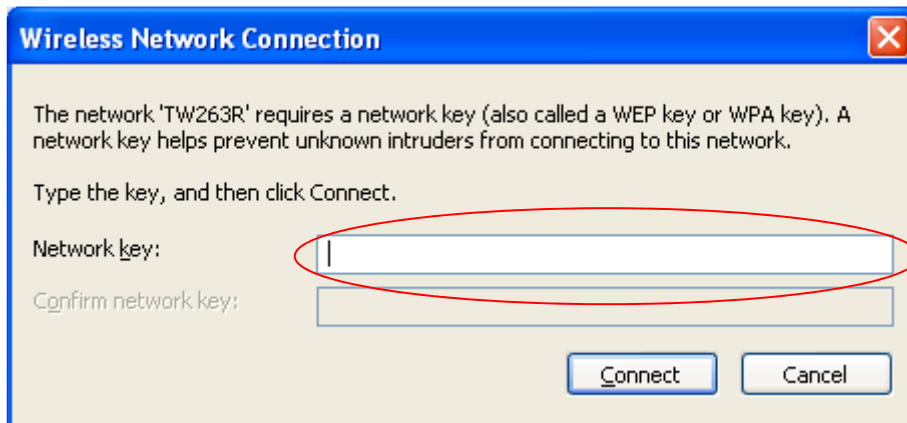 Wireless Network Connection
The network 'TW263R' requires a network key (also called a WEP key or WPA key). A
network key helps prevent unknown intruders from connecting to this network.
Type the key, and then click Connect.
Network key:
Confirm network key:
Connect Cancel